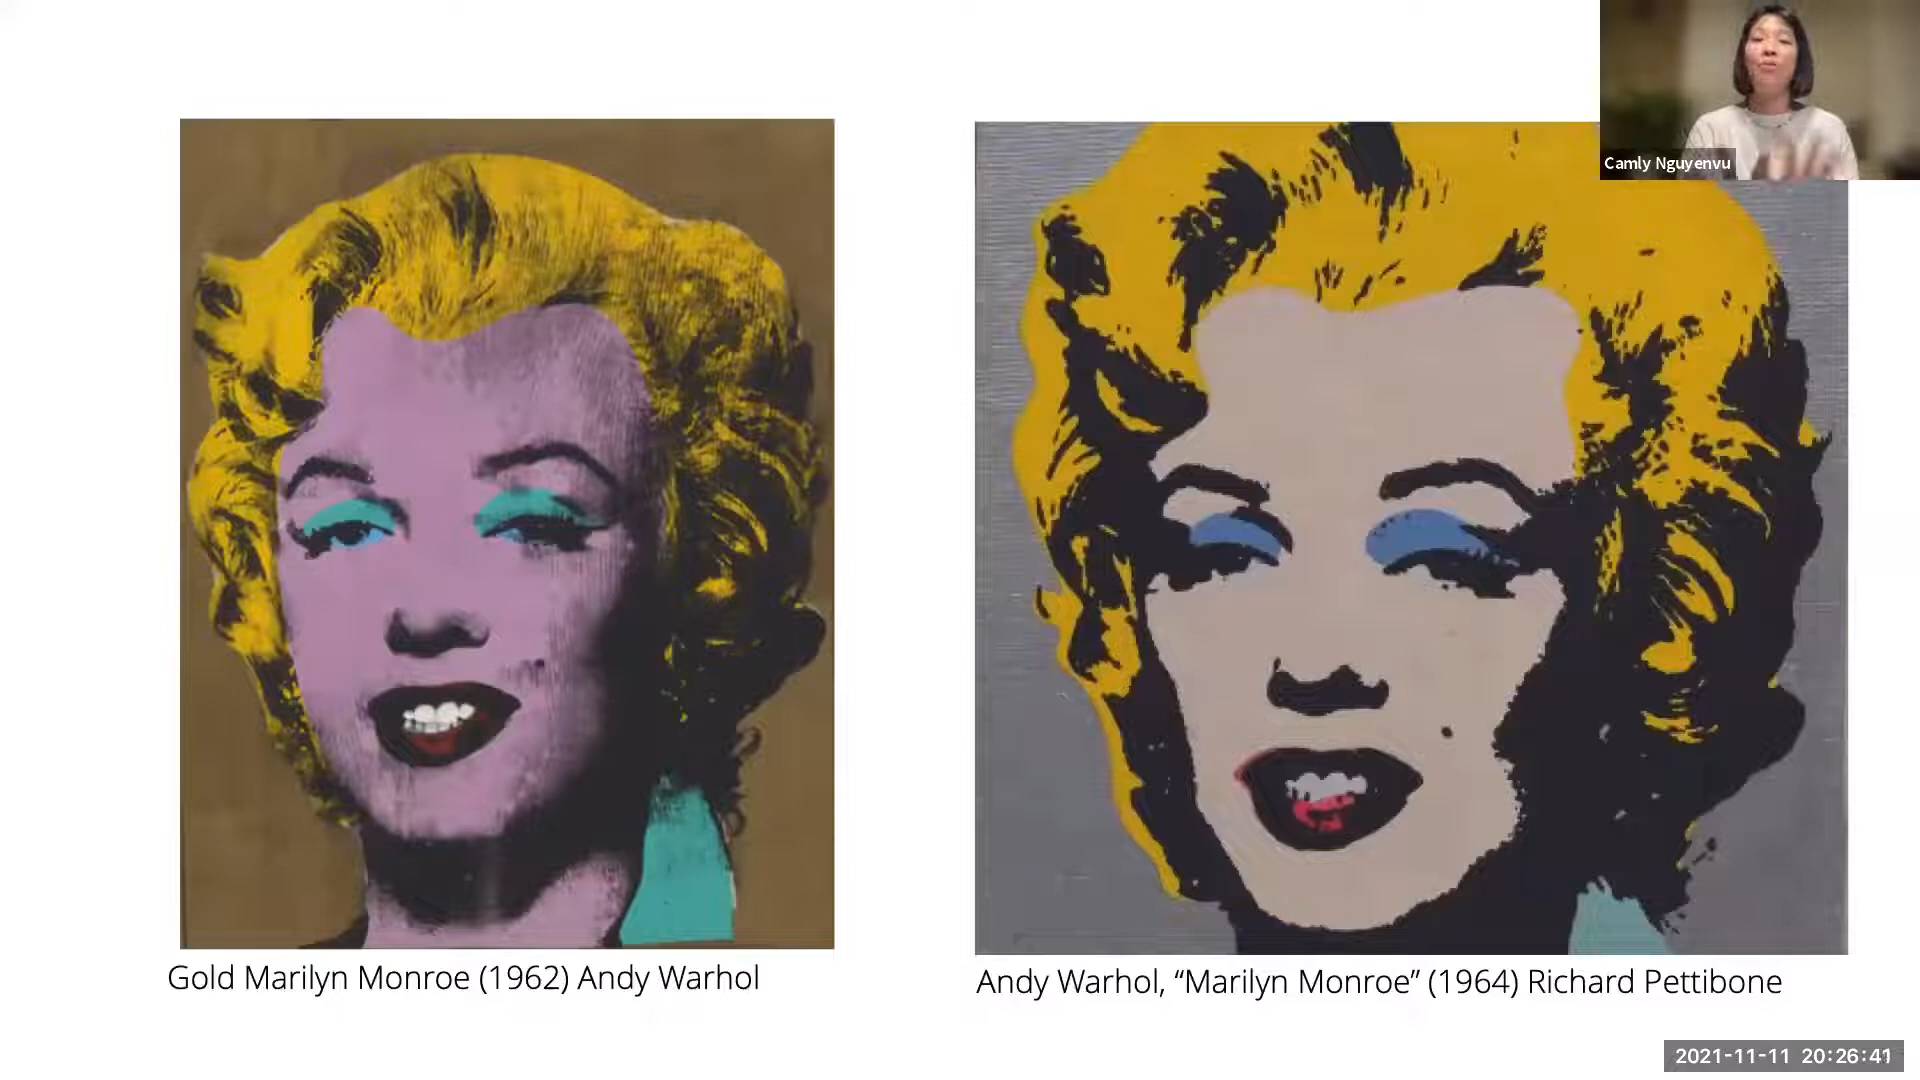 Camly Nguyenvu
Gold Marilyn Monroe (1962) Andy Warhol
Andy Warhol, “Marilyn Monroe” (1964) Richard Pettibone
2021-11-11 20:26:41